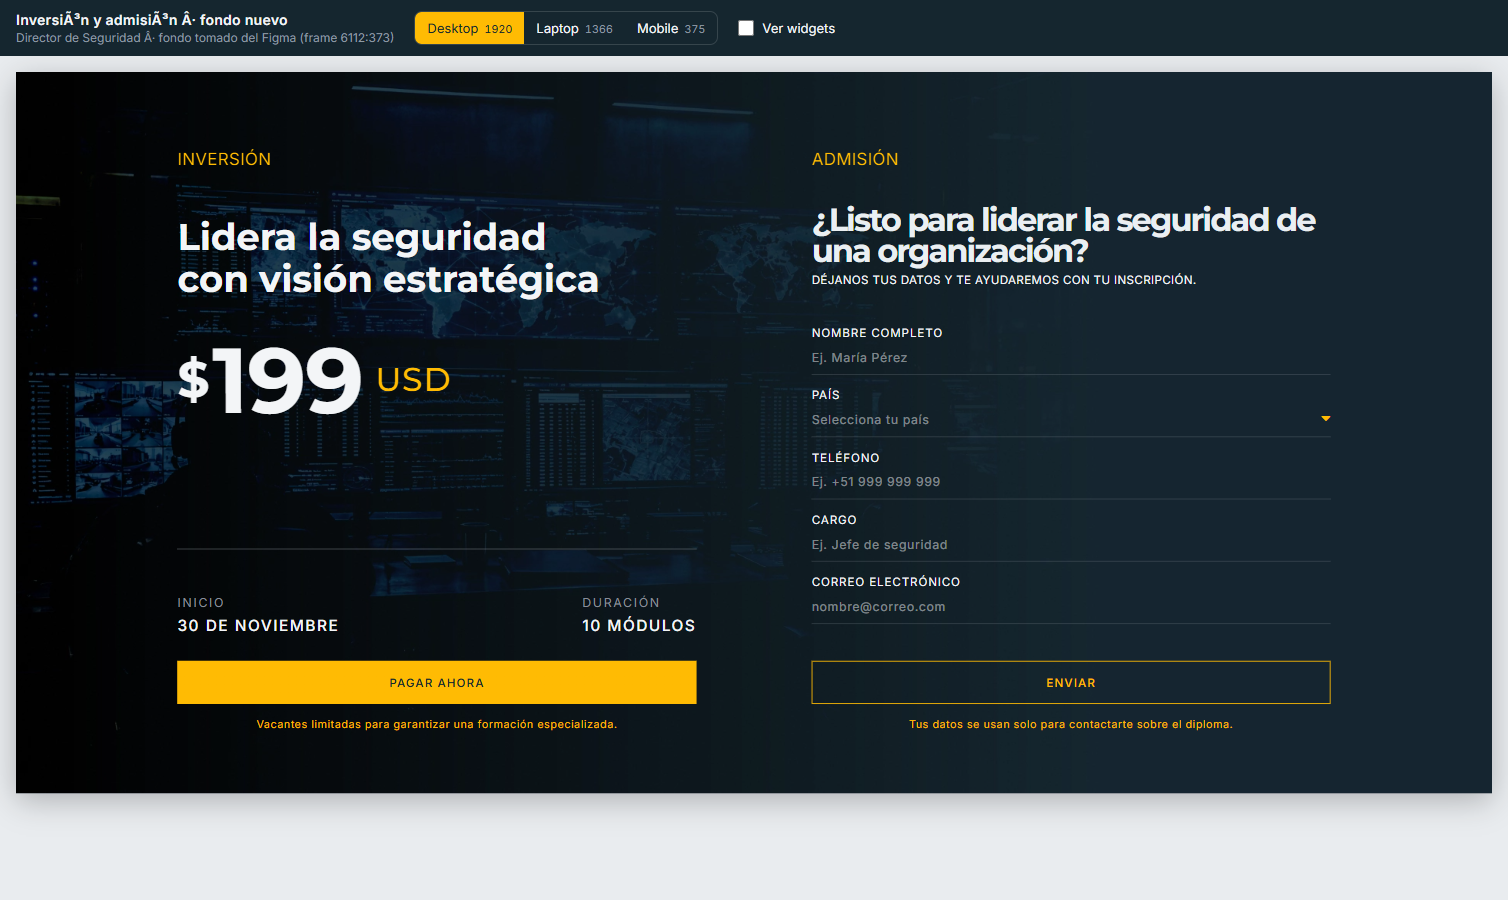 InversiÃ³n y admisiÃ³n Â· fondo nuevo
Director de Seguridad Â· fondo tomado del Figma (frame 6112:373)
Desktop 1920
Laptop 1366
Mobile 375
Ver widgets
INVERSIÓN
Lidera la seguridad
con visión estratégica
$199 USD
INICIO
30 DE NOVIEMBRE
DURACIÓN
10 MÓDULOS
PAGAR AHORA
Vacantes limitadas para garantizar una formación especializada.
ADMISIÓN
¿Listo para liderar la seguridad de
una organización?
DÉJANOS TUS DATOS Y TE AYUDAREMOS CON TU INSCRIPCIÓN.
NOMBRE COMPLETO
Ej. María Pérez
PAÍS
Selecciona tu país
TELÉFONO
Ej. +51 999 999 999
CARGO
Ej. Jefe de seguridad
CORREO ELECTRÓNICO
nombre@correo.com
ENVIAR
Tus datos se usan solo para contactarte sobre el diploma.